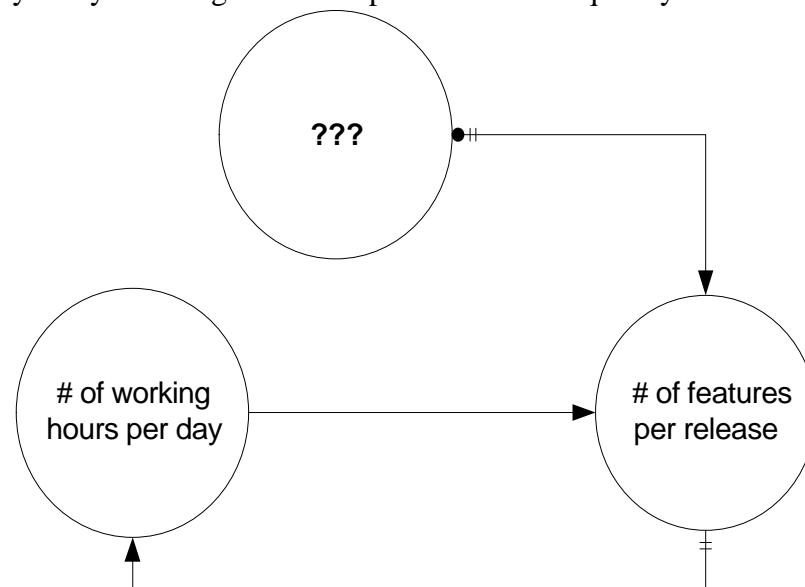 ???
# of working
hours per day
# of features
per release